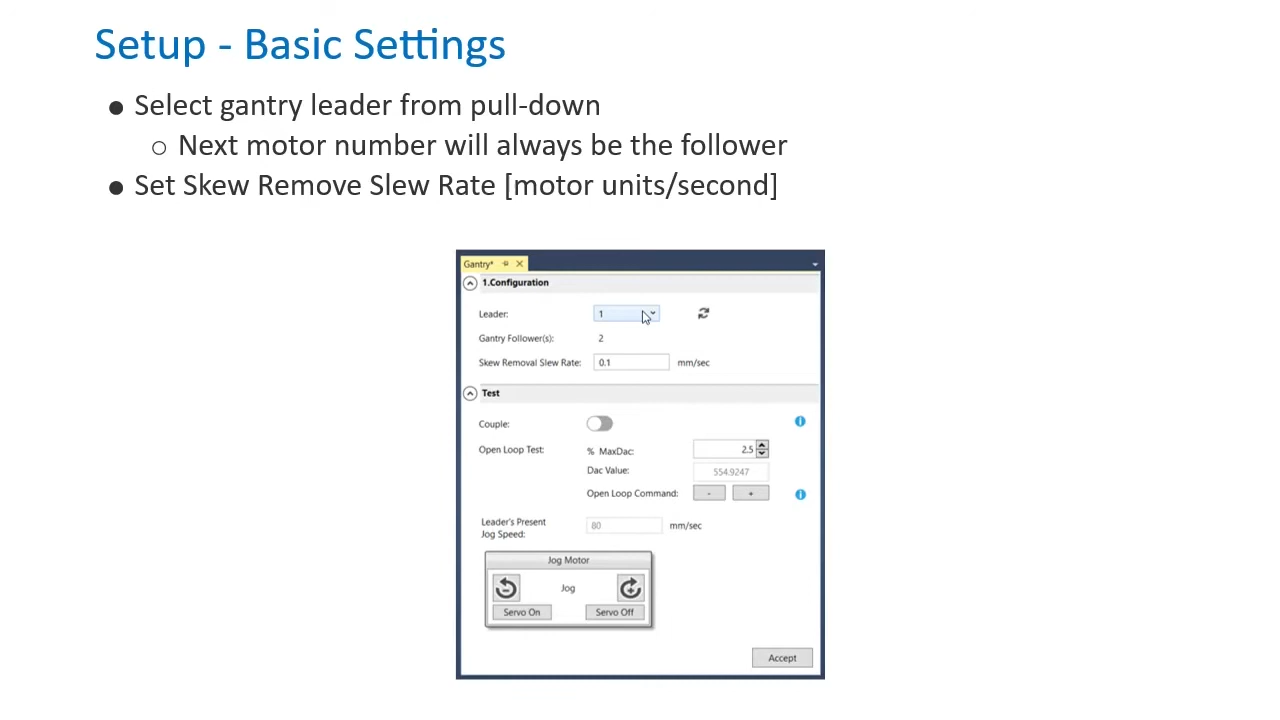 Setup - Basic Settings
● Select gantry leader from pull-down
○ Next motor number will always be the follower
● Set Skew Remove Slew Rate [motor units/second]
Gantry*
1.Configuration
Leader: 1
Gantry Follower(s): 2
Skew Removal Slew Rate: 0.1 mm/sec
Test
Couple:
Open Loop Test: % MaxDac: 2.5
Dac Value: 554.9247
Open Loop Command: - +
Leader's Present
Jog Speed: 80 mm/sec
Jog Motor
Jog
Servo On Servo Off
Accept